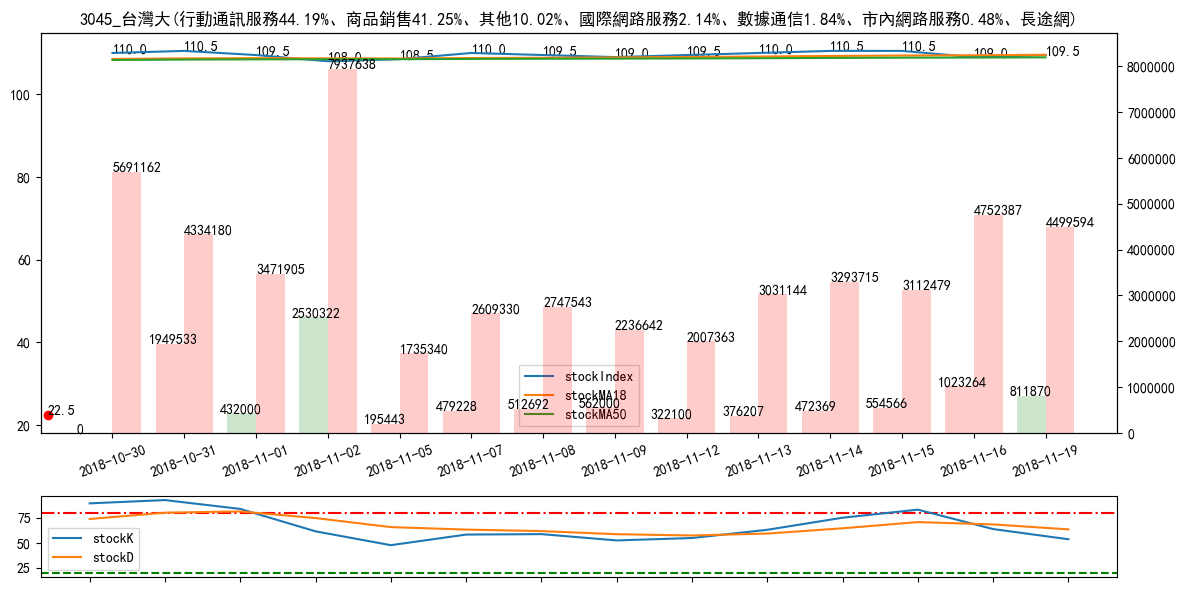 3045_台灣大(行動通訊服務44.19%、商品銷售41.25%、其他10.02%、國際網路服務2.14%、數據通信1.84%、市內網路服務0.48%、長途網)
110.0 110.5 109.5 108.0 108.5 110.0 109.5 109.0 109.5 110.0 110.5 110.5 109.0 109.5
100
80
60
40
20
8000000
7000000
6000000
5000000
4000000
3000000
2000000
1000000
0
5691162 4334180 3471905 7937638 1735340 2609330 2747543 2236642 2007363 3031144 3293715 3112479 4752387 4499594
22.5
0 1949533 432000 2530322 195443 479228 512692 562000 322100 376207 472369 554566 1023264 811870
stockIndex
stockMA18
stockMA50
2018-10-30 2018-10-31 2018-11-01 2018-11-02 2018-11-05 2018-11-07 2018-11-08 2018-11-09 2018-11-12 2018-11-13 2018-11-14 2018-11-15 2018-11-16 2018-11-19
75
50
25
stockK
stockD